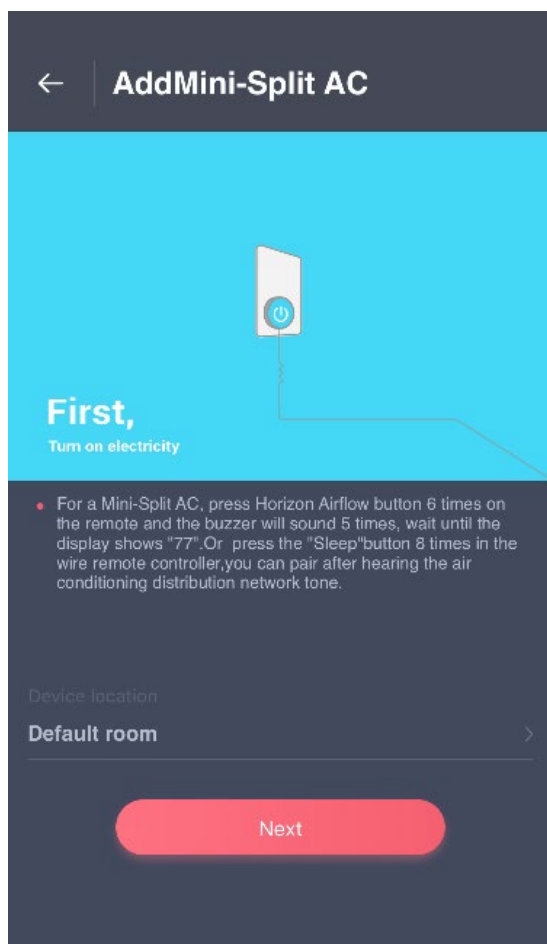 AddMini-Split AC
First,
Turn on electricity
For a Mini-Split AC, press Horizon Airflow button 6 times on
the remote and the buzzer will sound 5 times, wait until the
display shows "77".Or press the "Sleep"button 8 times in the
wire remote controller,you can pair after hearing the air
conditioning distribution network tone.
Device location
Default room
Next